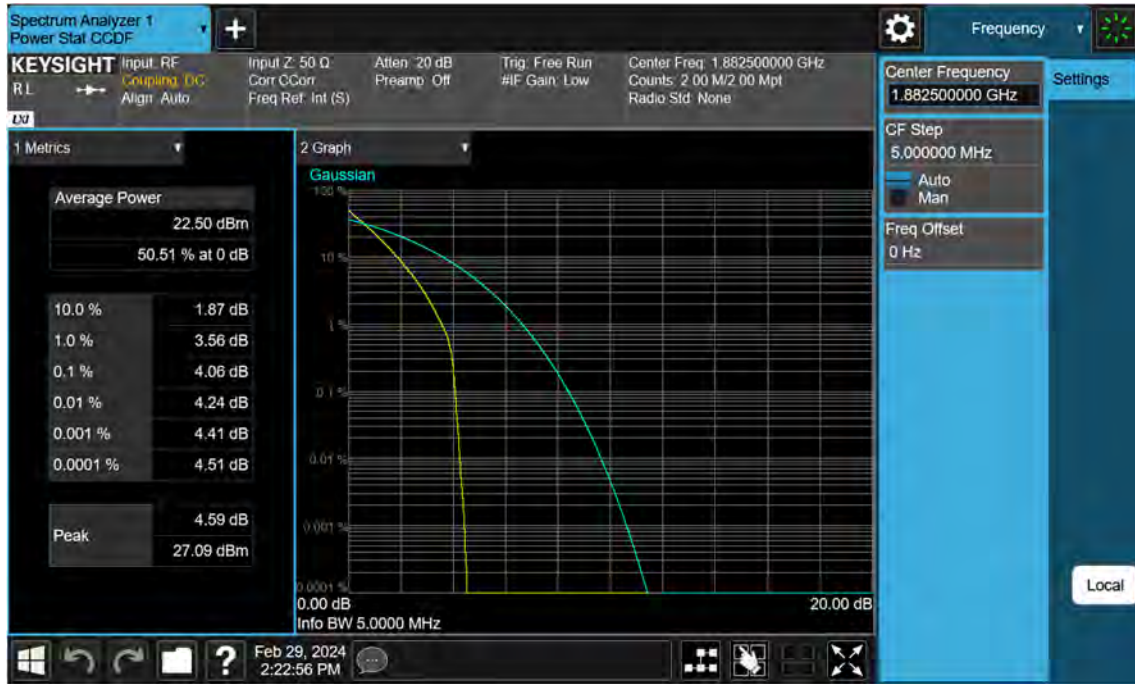 Spectrum Analyzer 1
Power Stat CCDF
+
Frequency
KEYSIGHT
RL
LXI
Input: RF
Coupling: DC
Align: Auto
Input Z: 50 Ω
Corr CCorr
Freq Ref: Int (S)
Atten: 20 dB
Preamp: Off
Trig: Free Run
#IF Gain: Low
Center Freq: 1.882500000 GHz
Counts: 2.00 M/2.00 Mpt
Radio Std: None
Center Frequency
1.882500000 GHz
Settings
CF Step
5.000000 MHz
Auto
Man
Freq Offset
0 Hz
1 Metrics
Average Power
22.50 dBm
50.51 % at 0 dB
10.0 % 1.87 dB
1.0 % 3.56 dB
0.1 % 4.06 dB
0.01 % 4.24 dB
0.001 % 4.41 dB
0.0001 % 4.51 dB
Peak 4.59 dB
27.09 dBm
2 Graph
Gaussian
100 %
10 %
1 %
0.1 %
0.01 %
0.001 %
0.0001 %
0.00 dB 20.00 dB
Info BW 5.0000 MHz
Local
?
Feb 29, 2024
2:22:56 PM